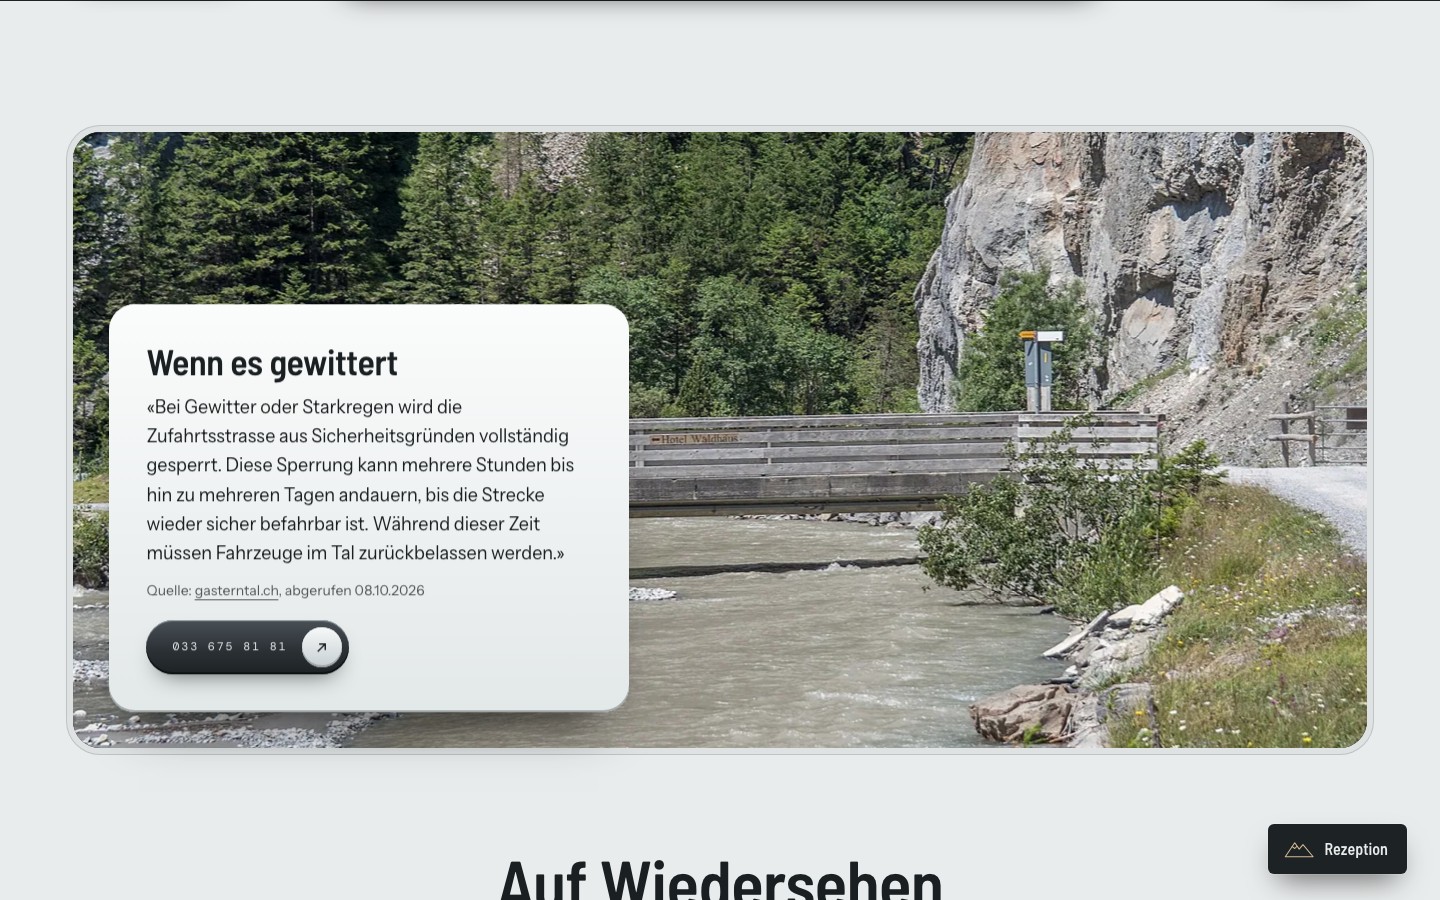 Wenn es gewittert
«Bei Gewitter oder Starkregen wird die
Zufahrtsstrasse aus Sicherheitsgründen vollständig
gesperrt. Diese Sperrung kann mehrere Stunden bis
hin zu mehreren Tagen andauern, bis die Strecke
wieder sicher befahrbar ist. Während dieser Zeit
müssen Fahrzeuge im Tal zurückbelassen werden.»
Quelle: gasterntal.ch, abgerufen 08.10.2026
033 675 81 81
Hotel Waldhaus
Rezeption
Auf Wiedersehen